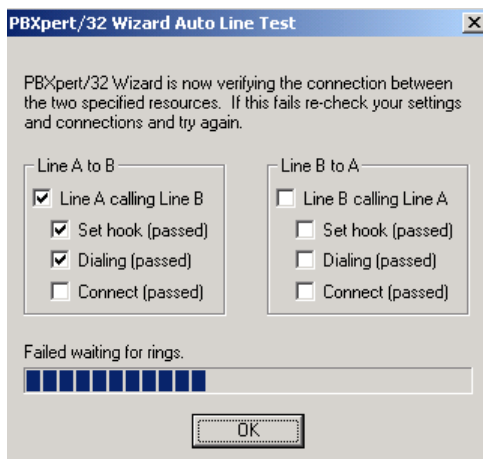 PBXpert/32 Wizard Auto Line Test
PBXpert/32 Wizard is now verifying the connection between
the two specified resources.  If this fails re-check your settings
and connections and try again.
Line A to B
Line A calling Line B
Set hook (passed)
Dialing (passed)
Connect (passed)
Line B to A
Line B calling Line A
Set hook (passed)
Dialing (passed)
Connect (passed)
Failed waiting for rings.
OK